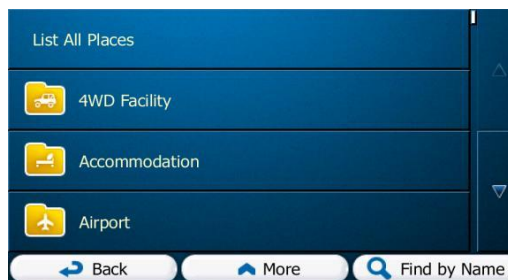 List All Places
4WD Facility
Accommodation
Airport
Back More Find by Name